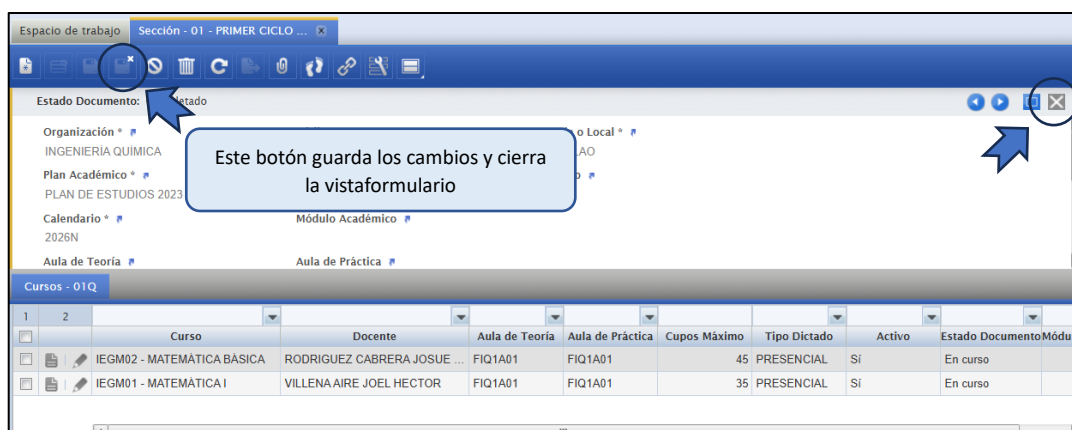 Espacio de trabajo Sección - 01 - PRIMER CICLO ...
Estado Documento:
Organización *
INGENIERÍA QUÍMICA
o Local *
Este botón guarda los cambios y cierra
la vistaformulario
Plan Académico *
PLAN DE ESTUDIOS 2023
Calendario * Módulo Académico
2026N
Aula de Teoría Aula de Práctica
Cursos - 01Q
1 2
Curso Docente Aula de Teoría Aula de Práctica Cupos Máximo Tipo Dictado Activo Estado Documento Módu
IEGM02 - MATEMÁTICA BÁSICA RODRIGUEZ CABRERA JOSUE ... FIQ1A01 FIQ1A01 45 PRESENCIAL Sí En curso
IEGM01 - MATEMÁTICA I VILLENA AIRE JOEL HECTOR FIQ1A01 FIQ1A01 35 PRESENCIAL Sí En curso